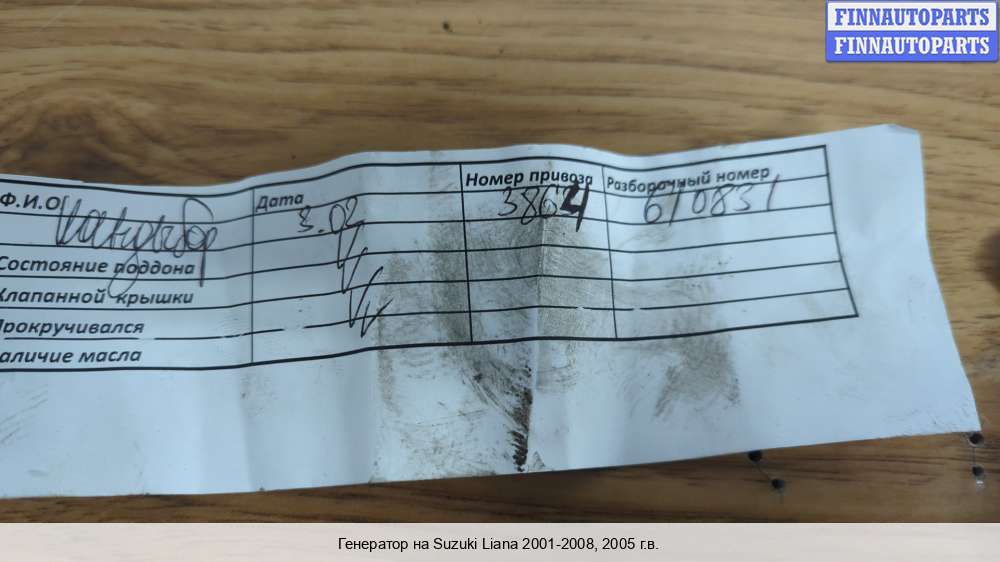 FINNAUTOPARTS
FINNAUTOPARTS
Ф.И.О Дата Номер привоза Разборочный номер
3.02 3864 610831
Состояние поддона
Клапанной крышки
Прокручивался
аличие масла
Генератор на Suzuki Liana 2001-2008, 2005 г.в.